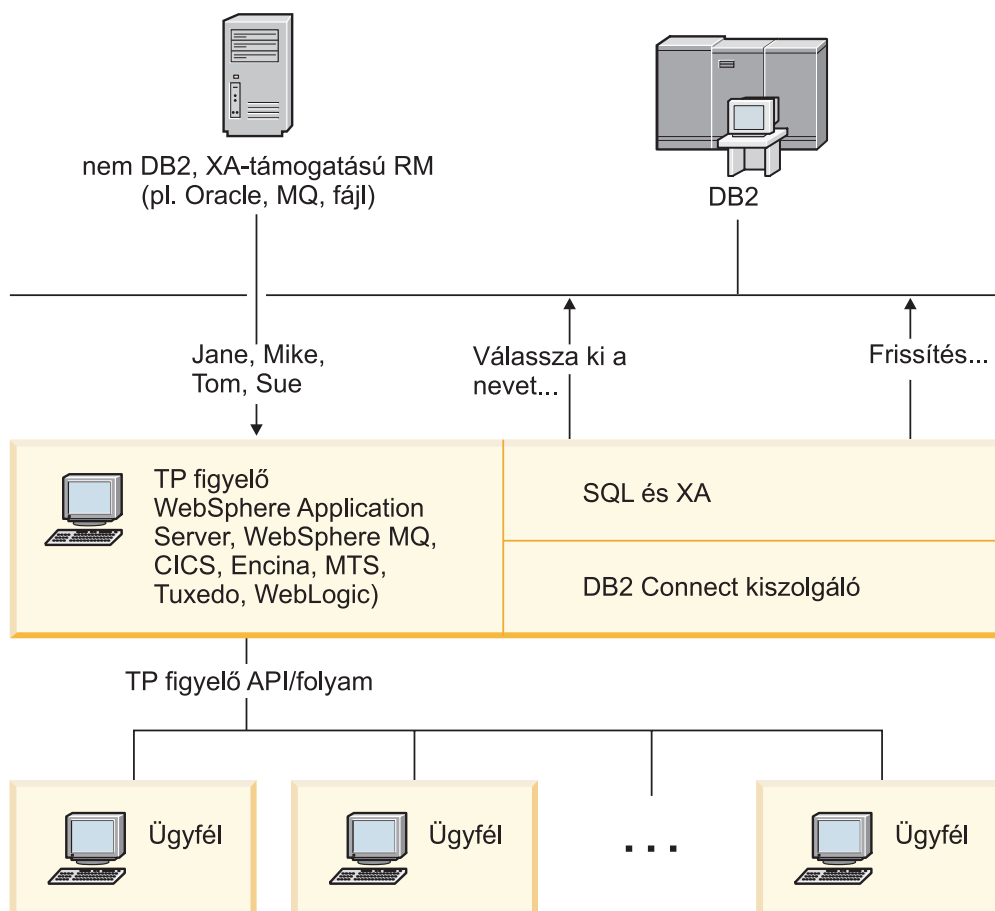 nem DB2, XA-támogatású RM
(pl. Oracle, MQ, fájl)
DB2
Jane, Mike,
Tom, Sue
Válassza ki a
nevet...
Frissítés...
TP figyelő
WebSphere Application
Server, WebSphere MQ,
CICS, Encina, MTS,
Tuxedo, WebLogic)
SQL és XA
DB2 Connect kiszolgáló
TP figyelő API/folyam
Ügyfél
Ügyfél
...
Ügyfél